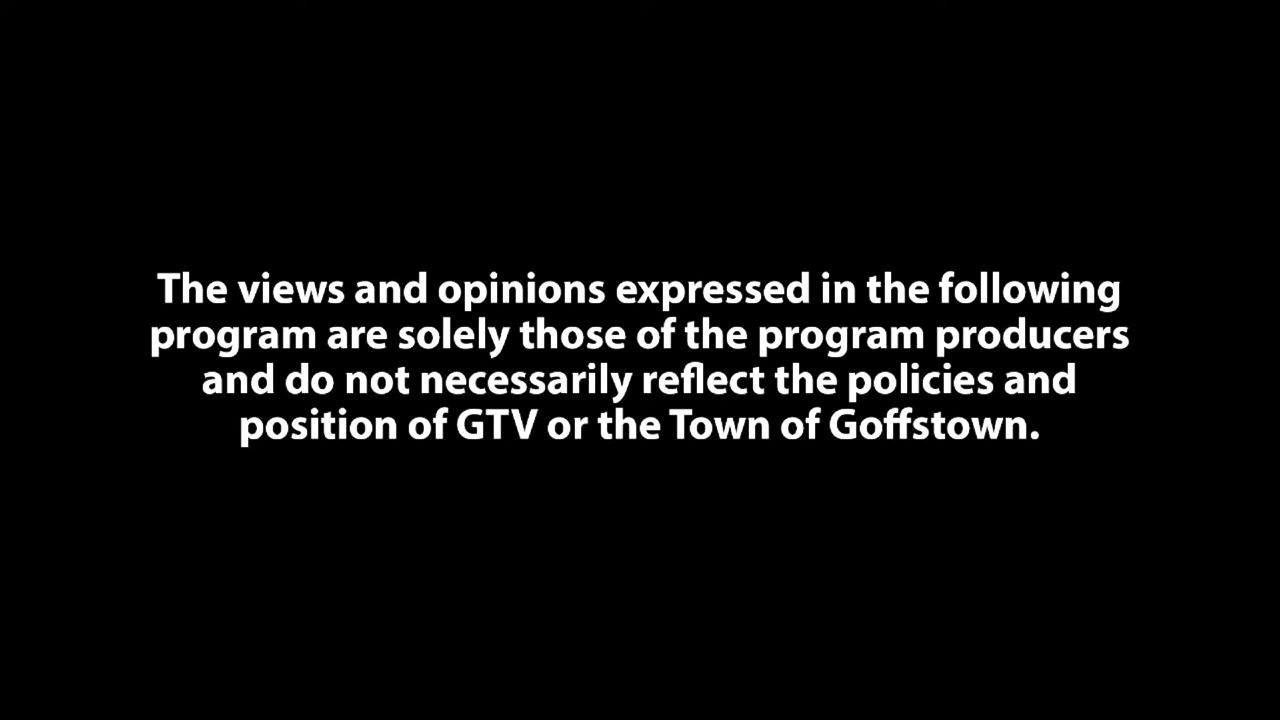 The views and opinions expressed in the following
program are solely those of the program producers
and do not necessarily reflect the policies and
position of GTV or the Town of Goffstown.